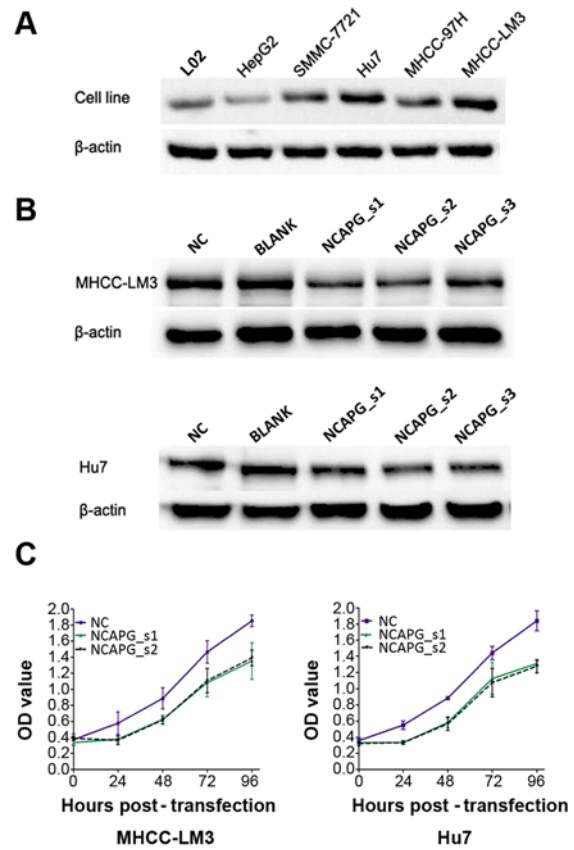 A
L02 HepG2 SMMC-7721 Hu7 MHCC-97H MHCC-LM3
Cell line
β-actin
B
NC BLANK NCAPG_s1 NCAPG_s2 NCAPG_s3
MHCC-LM3
β-actin
NC BLANK NCAPG_s1 NCAPG_s2 NCAPG_s3
Hu7
β-actin
C
OD value
2.0
1.8
1.6
1.4
1.2
1.0
0.8
0.6
0.4
0.2
0
NC
NCAPG_s1
NCAPG_s2
0 24 48 72 96
Hours post-transfection
MHCC-LM3
OD value
2.0
1.8
1.6
1.4
1.2
1.0
0.8
0.6
0.4
0.2
0
NC
NCAPG_s1
NCAPG_s2
0 24 48 72 96
Hours post-transfection
Hu7